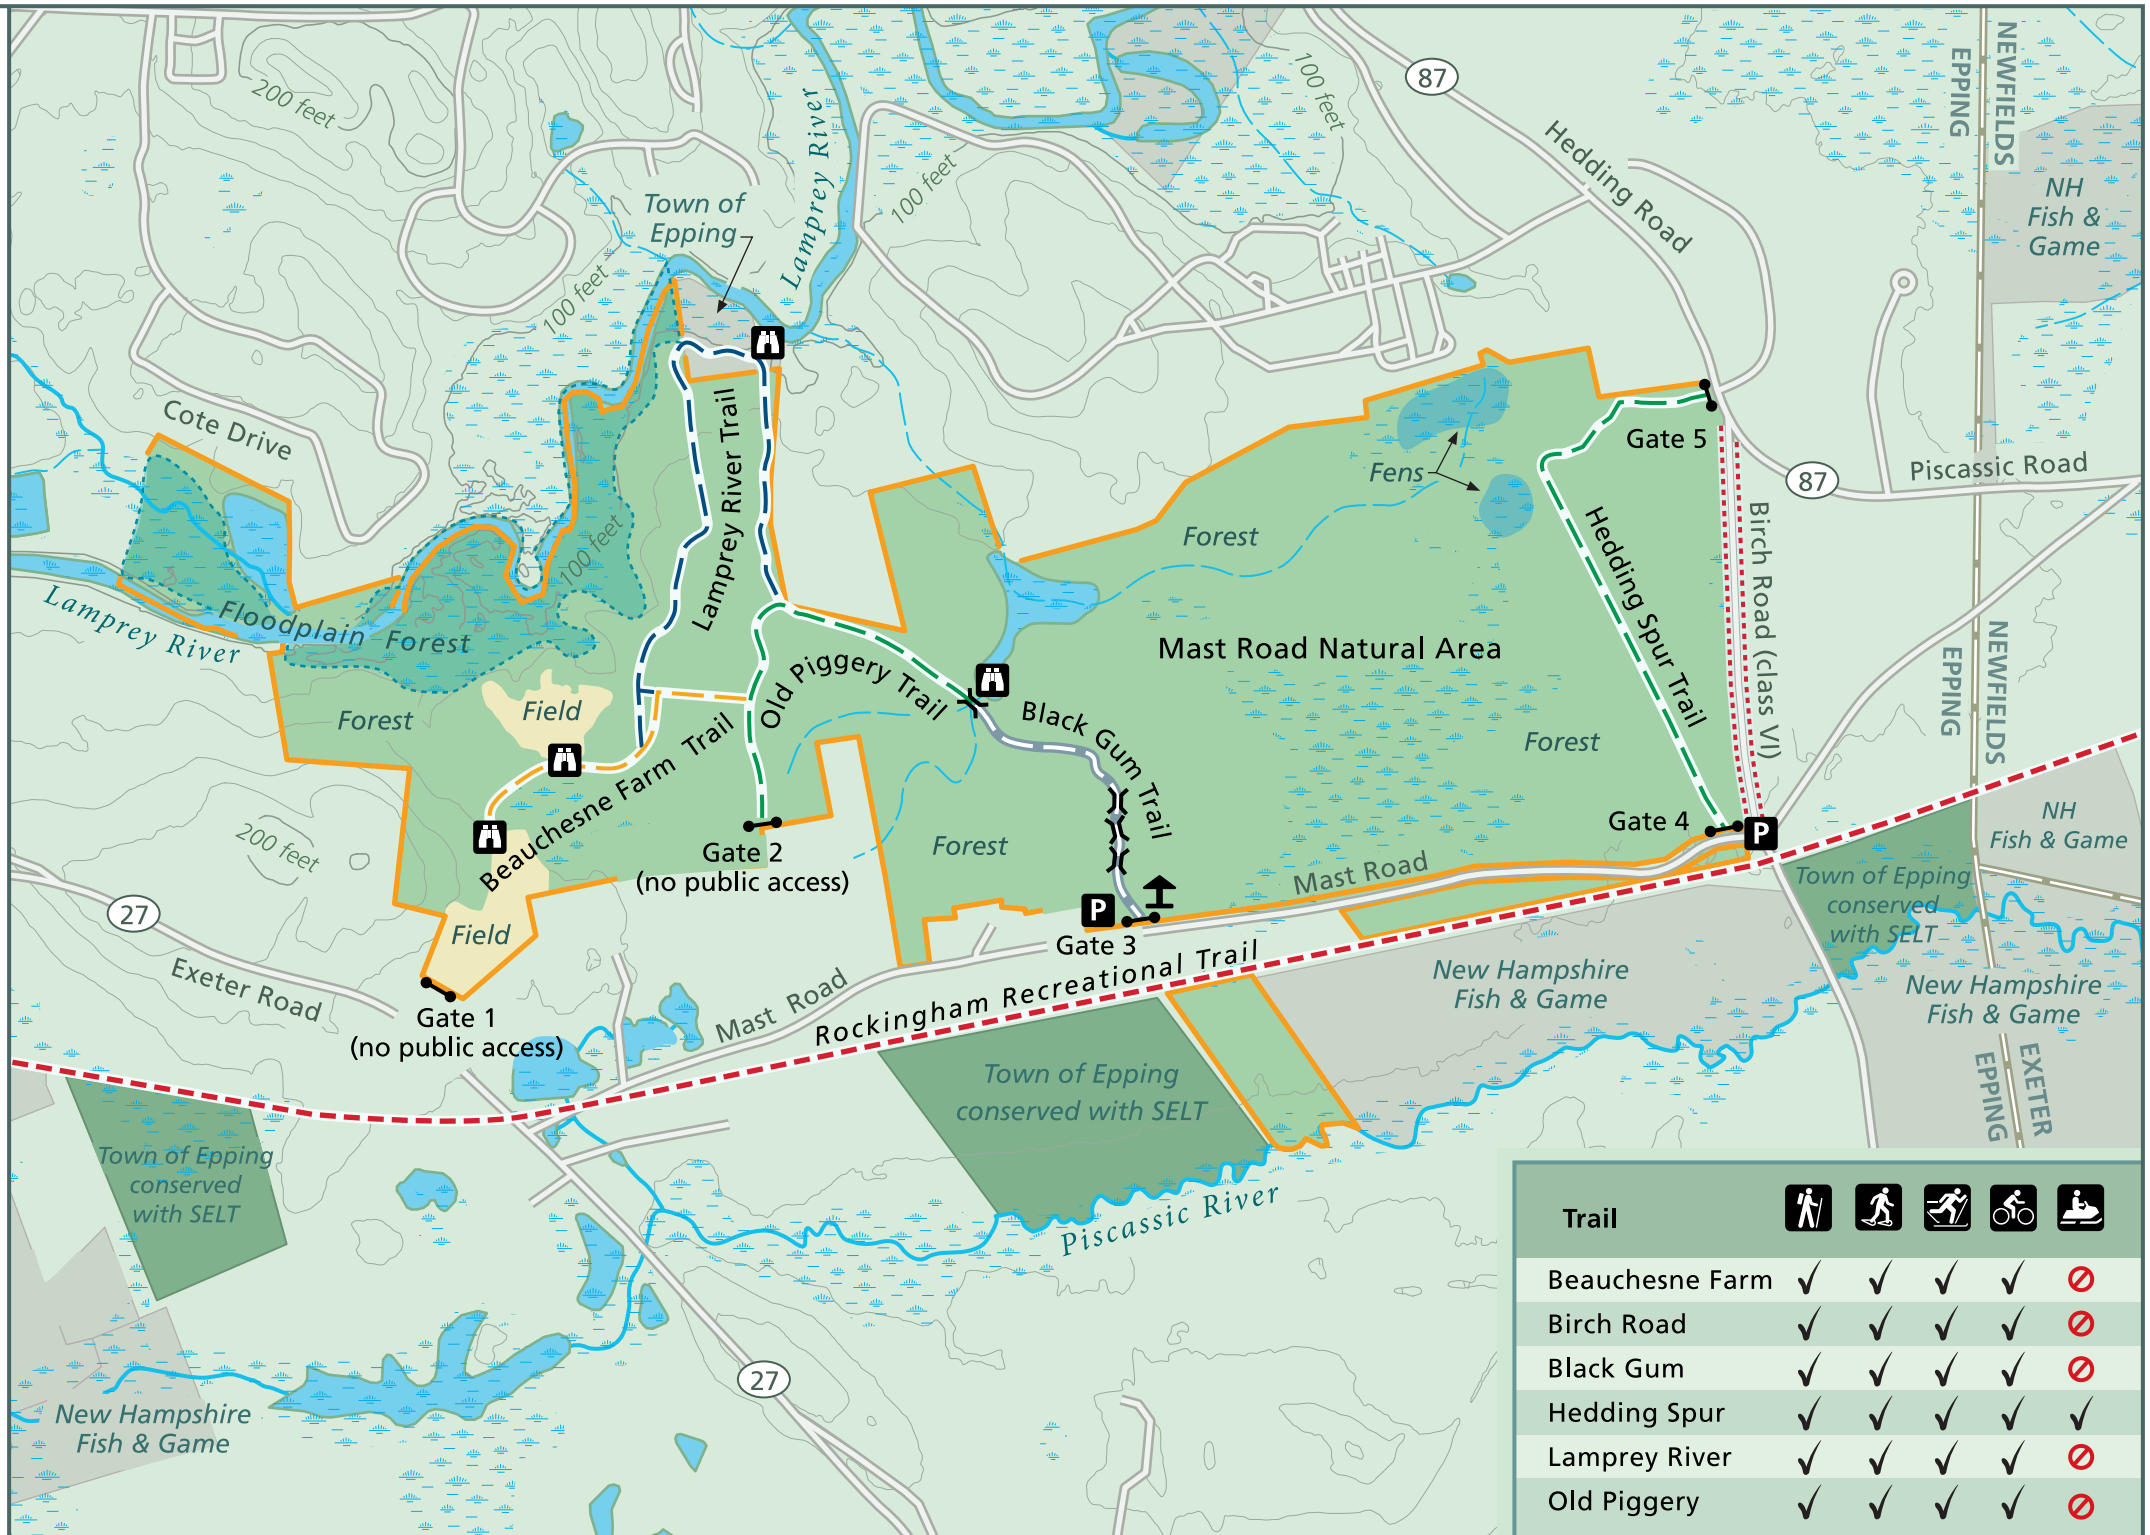 200 feet
Lamprey River
100 feet
100 feet
87
Hedding Road
EPPING
NEWFIELDS
NH
Fish &
Game
Town of
Epping
100 feet
Cote Drive
Lamprey River Trail
Fens
Gate 5
87
Piscassic Road
Birch Road (class VI)
Hedding Spur Trail
Forest
100 feet
Lamprey River
Floodplain Forest
Mast Road Natural Area
Forest
Field
Old Piggery Trail
Black Gum Trail
Forest
EPPING
NEWFIELDS
Beauchesne Farm Trail
200 feet
27
Gate 2
(no public access)
Forest
Gate 4
P
NH
Fish & Game
Mast Road
Town of Epping
conserved
with SELT
Field
P
Gate 3
Exeter Road
Gate 1
(no public access)
Mast Road
Rockingham Recreational Trail
New Hampshire
Fish & Game
New Hampshire
Fish & Game
EPPING
EXETER
Town of Epping
conserved with SELT
Town of Epping
conserved
with SELT
Piscassic River
27
New Hampshire
Fish & Game
Trail
Beauchesne Farm
Birch Road
Black Gum
Hedding Spur
Lamprey River
Old Piggery